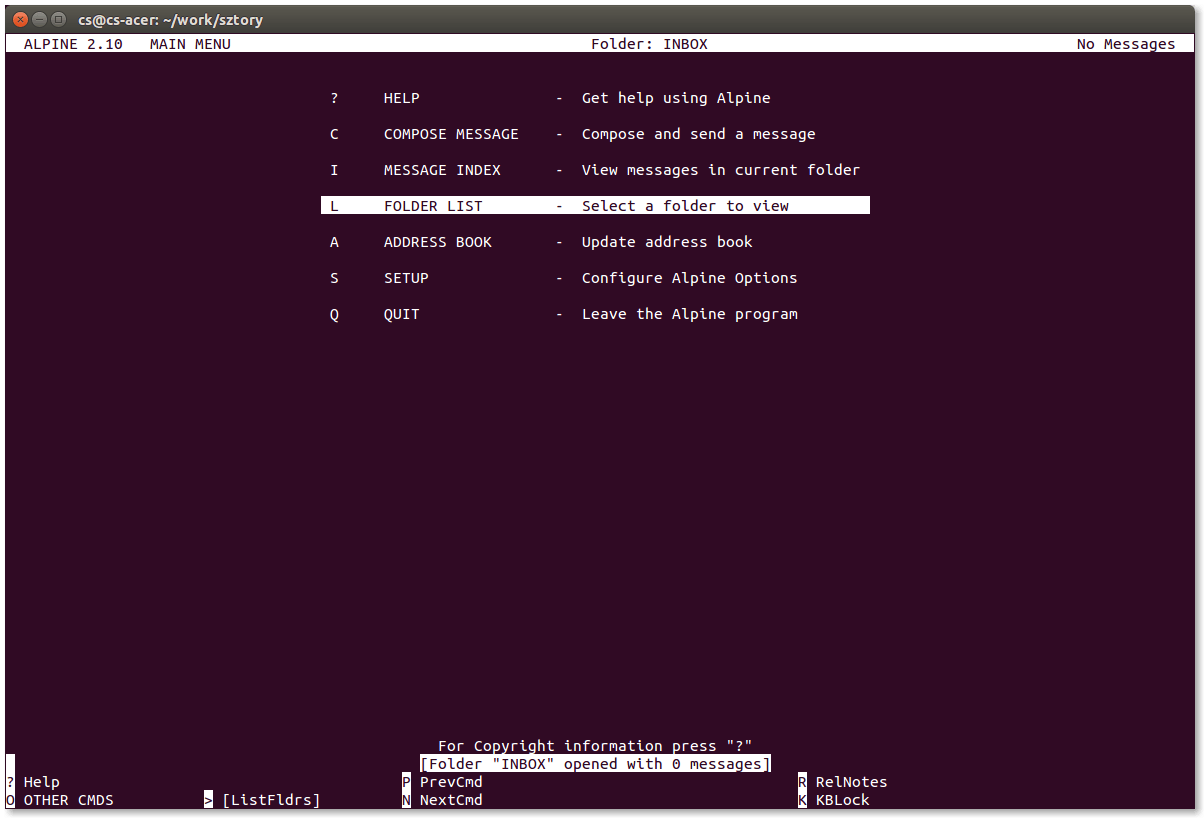 cs@cs-acer: ~/work/sztory
ALPINE 2.10   MAIN MENU   Folder: INBOX   No Messages
?   HELP   -   Get help using Alpine
C   COMPOSE MESSAGE   -   Compose and send a message
I   MESSAGE INDEX   -   View messages in current folder
L   FOLDER LIST   -   Select a folder to view
A   ADDRESS BOOK   -   Update address book
S   SETUP   -   Configure Alpine Options
Q   QUIT   -   Leave the Alpine program
For Copyright information press "?"
[Folder "INBOX" opened with 0 messages]
? Help   P PrevCmd   R RelNotes
O OTHER CMDS   > [ListFldrs]   N NextCmd   K KBLock